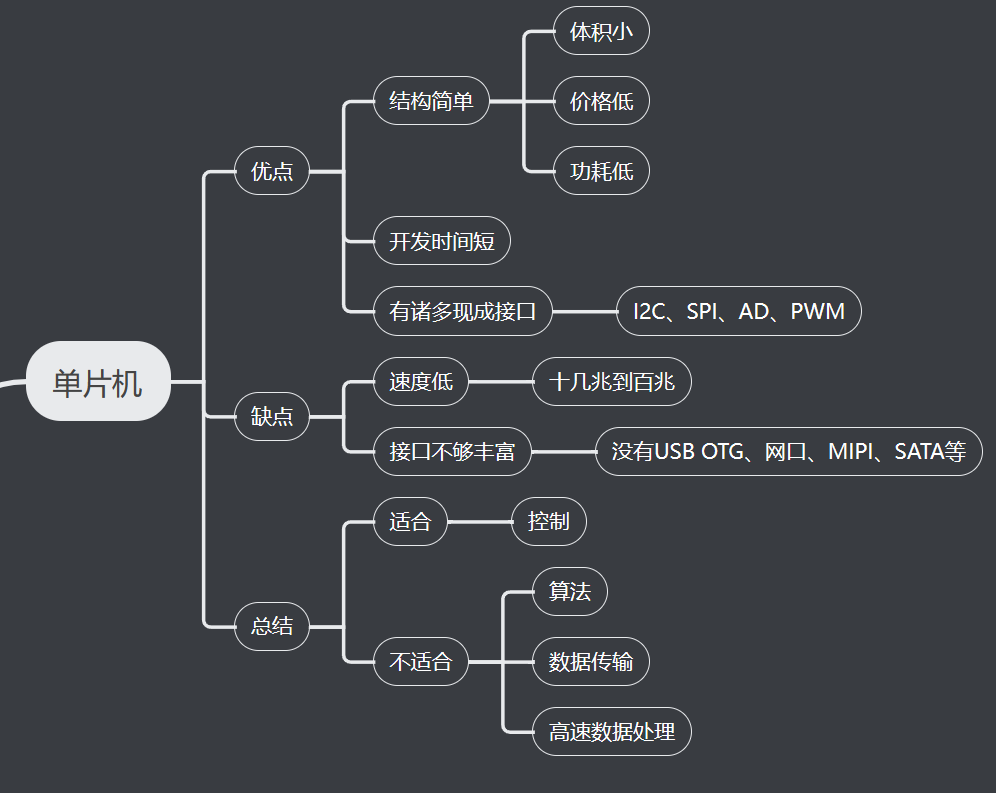 体积小
结构简单
价格低
优点
功耗低
开发时间短
有诸多现成接口
I2C、SPI、AD、PWM
单片机
速度低
十几兆到百兆
缺点
接口不够丰富
没有USB OTG、网口、MIPI、SATA等
适合
控制
算法
总结
不适合
数据传输
高速数据处理